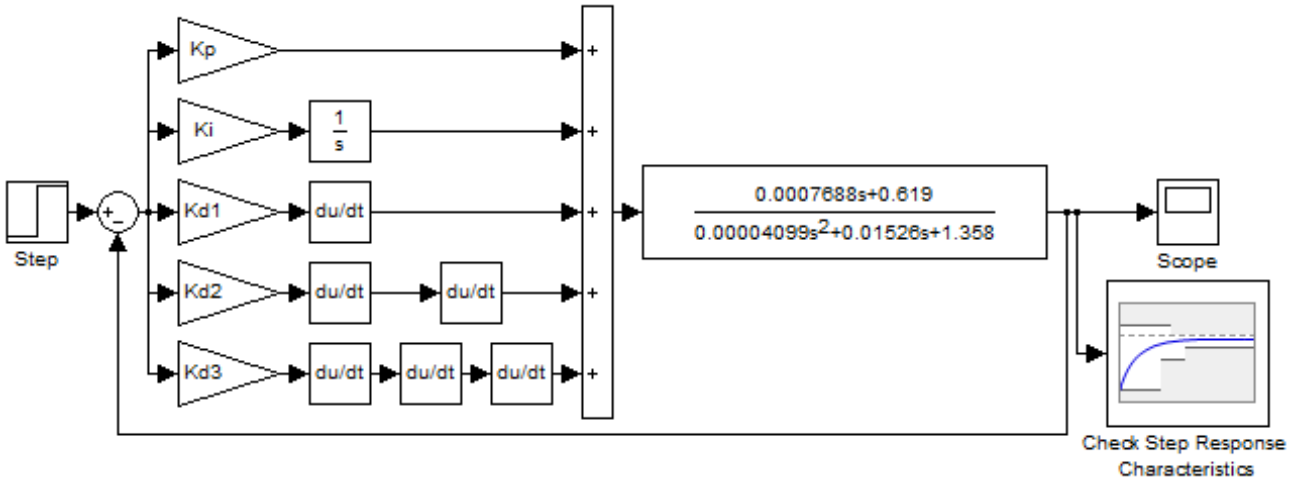 Kp
+
Ki
1
s
+
Step
+
−
Kd1
du/dt
+
0.0007688s+0.619
0.00004099s²+0.01526s+1.358
Scope
Kd2
du/dt
du/dt
+
Kd3
du/dt
du/dt
du/dt
+
Check Step Response
Characteristics